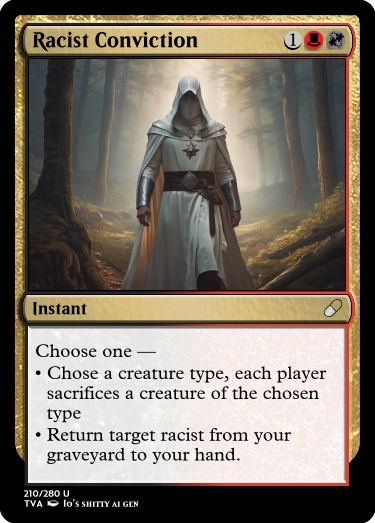 Racist Conviction 1
Instant
Choose one —
• Chose a creature type, each player
sacrifices a creature of the chosen
type
• Return target racist from your
graveyard to your hand.
210/280 U
TVA Io's shitty ai gen